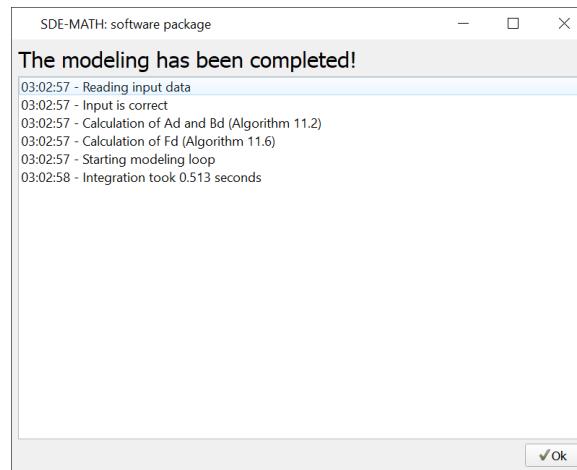 SDE-MATH: software package
The modeling has been completed!
03:02:57 - Reading input data
03:02:57 - Input is correct
03:02:57 - Calculation of Ad and Bd (Algorithm 11.2)
03:02:57 - Calculation of Fd (Algorithm 11.6)
03:02:57 - Starting modeling loop
03:02:58 - Integration took 0.513 seconds
Ok